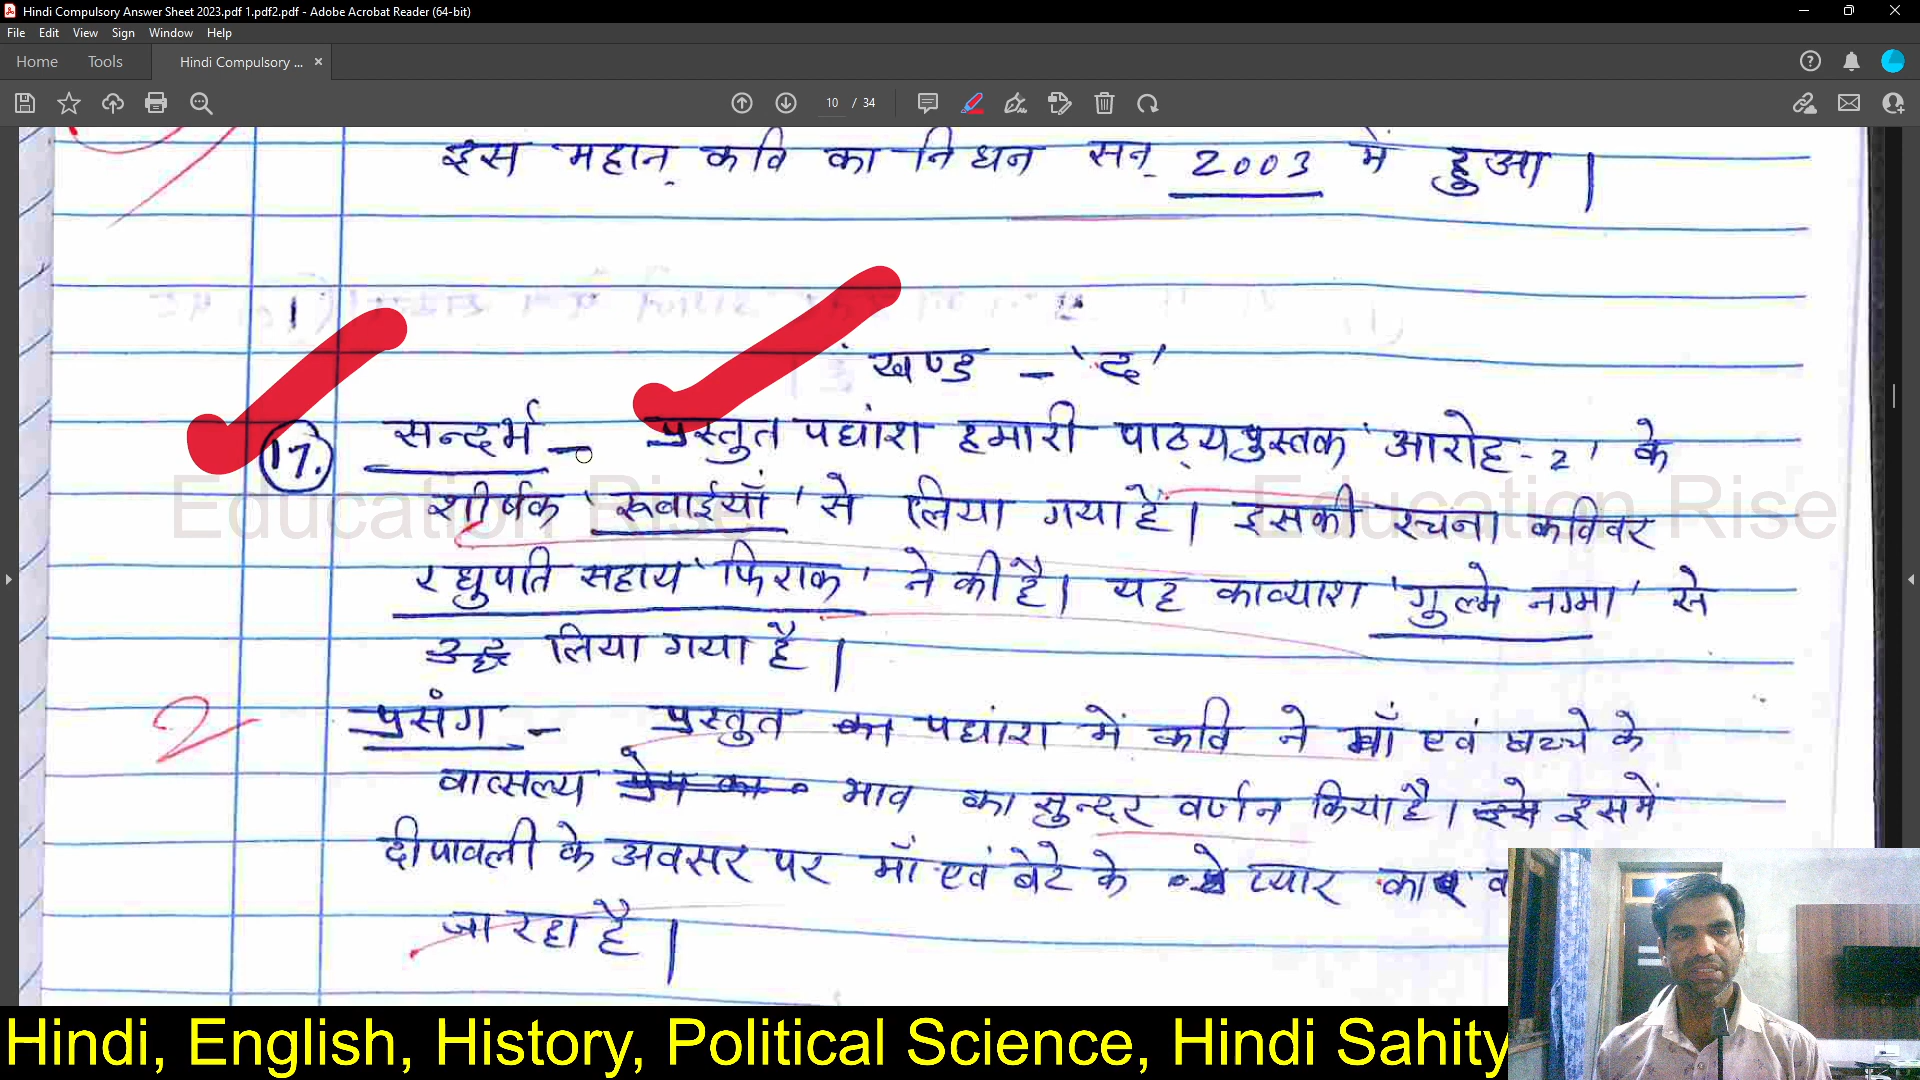 Hindi Compulsory Answer Sheet 2023.pdf 1.pdf2.pdf - Adobe Acrobat Reader (64-bit)
File Edit View Sign Window Help
Home Tools Hindi Compulsory ... ×
10 / 34
इस महान् कवि का निधन सन् 2003 में हुआ।
खण्ड - 'द'
17. सन्दर्भ - प्रस्तुत पद्यांश हमारी पाठ्यपुस्तक 'आरोह-2' के
शीर्षक 'रूबाईयाँ' से लिया गया है। इसकी रचना कविवर
रघुपति सहाय 'फिराक' ने की है। यह काव्याश 'गुल्मे नग्मा' से
लिया गया है।
2 प्रसंग - प्रस्तुत पद्यांश में कवि ने माँ एवं बच्चे के
वात्सल्य भाव का सुन्दर वर्णन किया है। इसमें
दीपावली के अवसर पर माँ एवं बेटे के प्यार का
जा रहा है।
Education Rise
Education Rise
Hindi, English, History, Political Science, Hindi Sahity